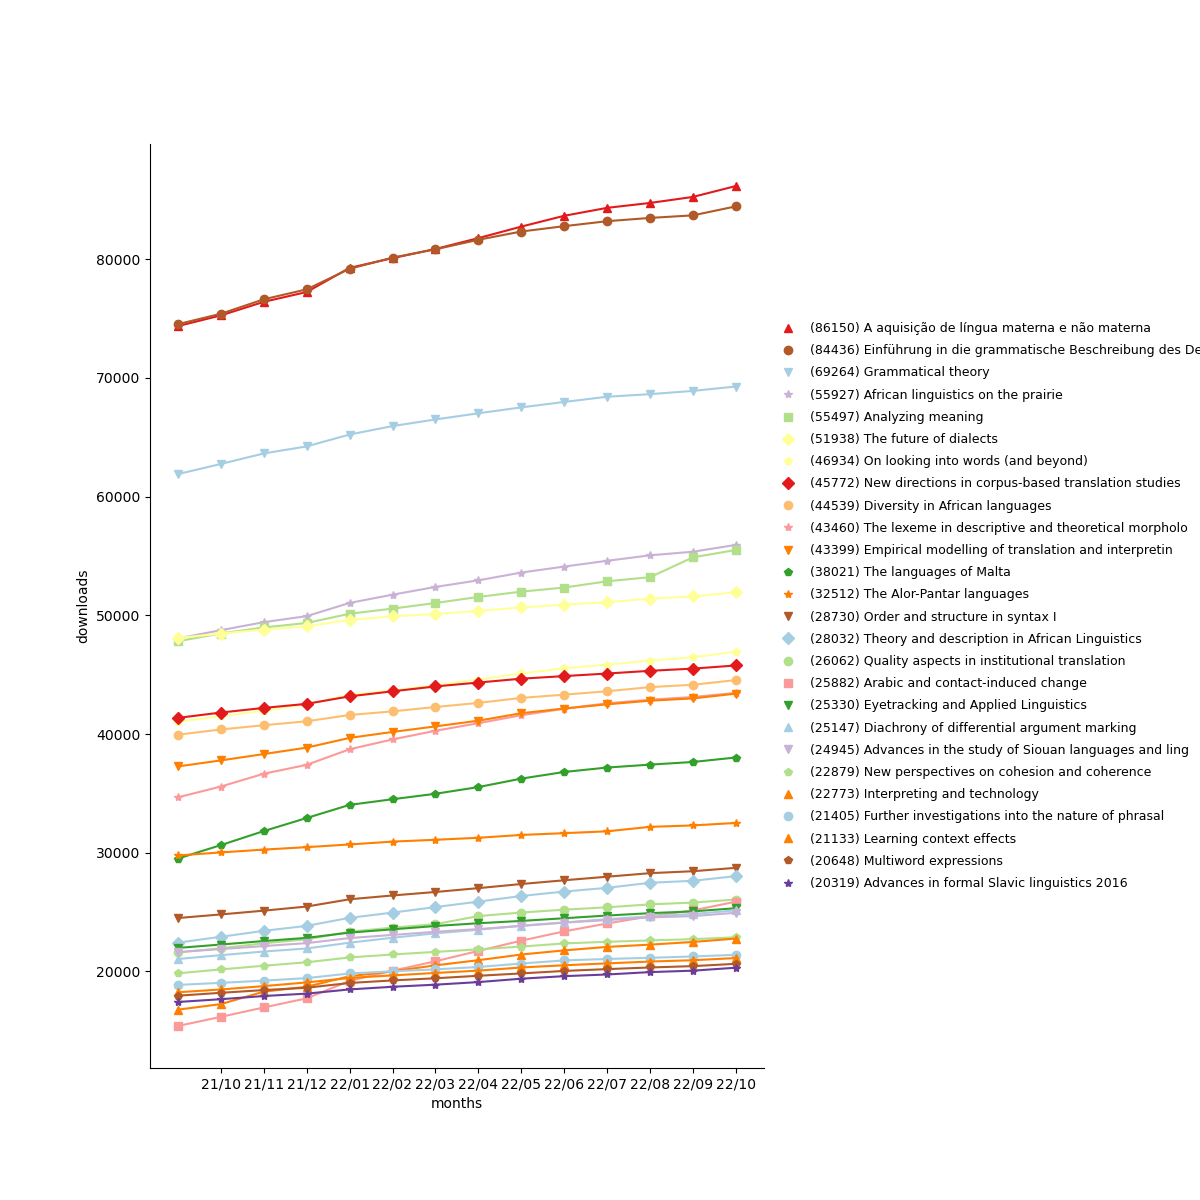 80000
70000
60000
50000
40000
30000
20000
downloads
21/10 21/11 21/12 22/01 22/02 22/03 22/04 22/05 22/06 22/07 22/08 22/09 22/10
months
(86150) A aquisição de língua materna e não materna
(84436) Einführung in die grammatische Beschreibung des De
(69264) Grammatical theory
(55927) African linguistics on the prairie
(55497) Analyzing meaning
(51938) The future of dialects
(46934) On looking into words (and beyond)
(45772) New directions in corpus-based translation studies
(44539) Diversity in African languages
(43460) The lexeme in descriptive and theoretical morpholo
(43399) Empirical modelling of translation and interpretin
(38021) The languages of Malta
(32512) The Alor-Pantar languages
(28730) Order and structure in syntax I
(28032) Theory and description in African Linguistics
(26062) Quality aspects in institutional translation
(25882) Arabic and contact-induced change
(25330) Eyetracking and Applied Linguistics
(25147) Diachrony of differential argument marking
(24945) Advances in the study of Siouan languages and ling
(22879) New perspectives on cohesion and coherence
(22773) Interpreting and technology
(21405) Further investigations into the nature of phrasal
(21133) Learning context effects
(20648) Multiword expressions
(20319) Advances in formal Slavic linguistics 2016